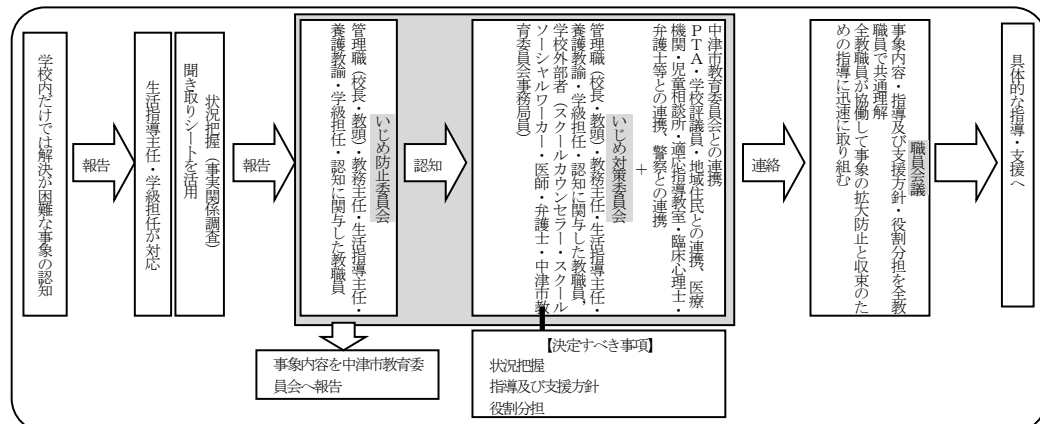 学校内だけでは解決が困難な事象の認知
報告
生活指導主任・学級担任が対応
状況把握（事実関係調査）
聞き取りシートを活用
報告
いじめ防止委員会
管理職（校長・教頭）・教務主任・生活指導主任・
養護教諭・学級担任・認知に関与した教職員
認知
中津市教育委員会との連携
ＰＴＡ・学校評議員・地域住民との連携、医療
機関・児童相談所・適応指導教室・臨床心理士・
弁護士等との連携、警察との連携
＋
いじめ対策委員会
管理職（校長・教頭）・教務主任・生活指導主任・
養護教諭・学級担任・認知に関与した教職員，
学校外部者（スクールカウンセラー・スクール
ソーシャルワーカー・医師・弁護士・中津市教
育委員会事務局員）
連絡
職員会議
事象内容・指導及び支援方針・役割分担を全教
職員で共通理解
全教職員が協働して事象の拡大防止と収束のた
めの指導に迅速に取り組む
具体的な指導・支援へ
事象内容を中津市教育委
員会へ報告
【決定すべき事項】
状況把握
指導及び支援方針
役割分担